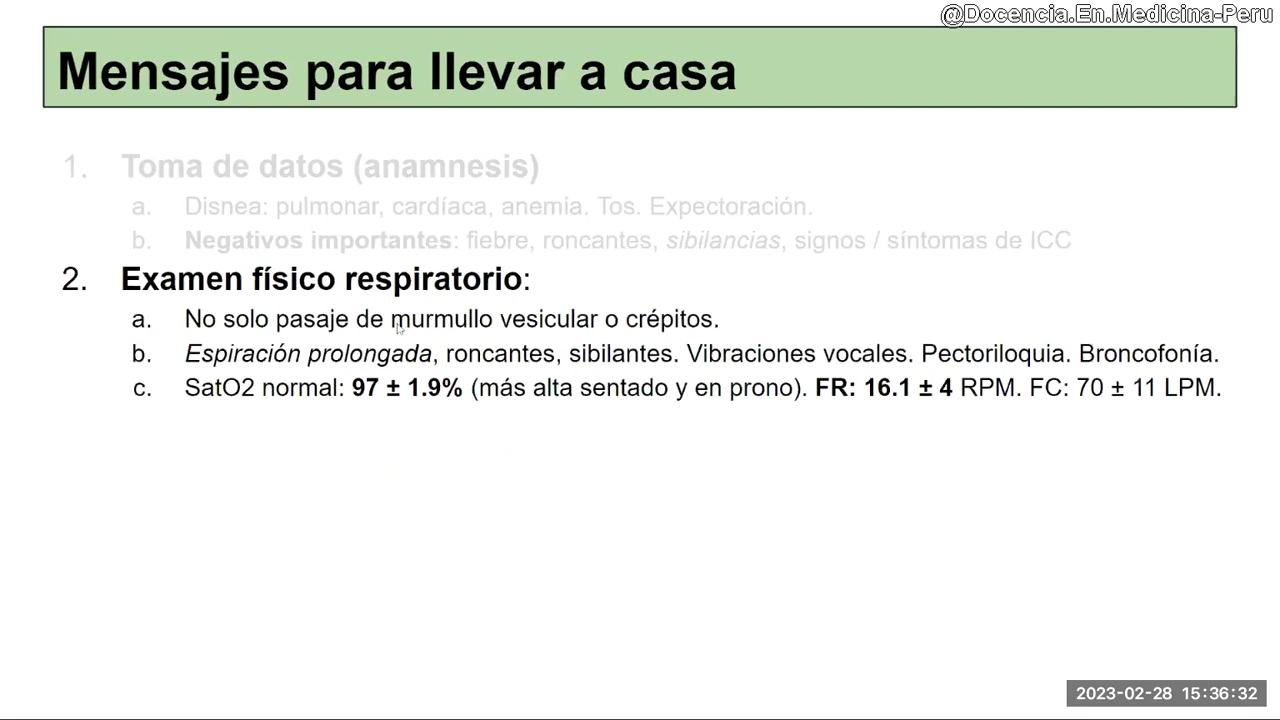 @Docencia.En.Medicina-Peru
Mensajes para llevar a casa
1. Toma de datos (anamnesis)
a. Disnea: pulmonar, cardíaca, anemia. Tos. Expectoración.
b. Negativos importantes: fiebre, roncantes, sibilancias, signos / síntomas de ICC
2. Examen físico respiratorio:
a. No solo pasaje de murmullo vesicular o crépitos.
b. Espiración prolongada, roncantes, sibilantes. Vibraciones vocales. Pectoriloquia. Broncofonía.
c. SatO2 normal: 97 ± 1.9% (más alta sentado y en prono). FR: 16.1 ± 4 RPM. FC: 70 ± 11 LPM.
2023-02-28 15:36:32